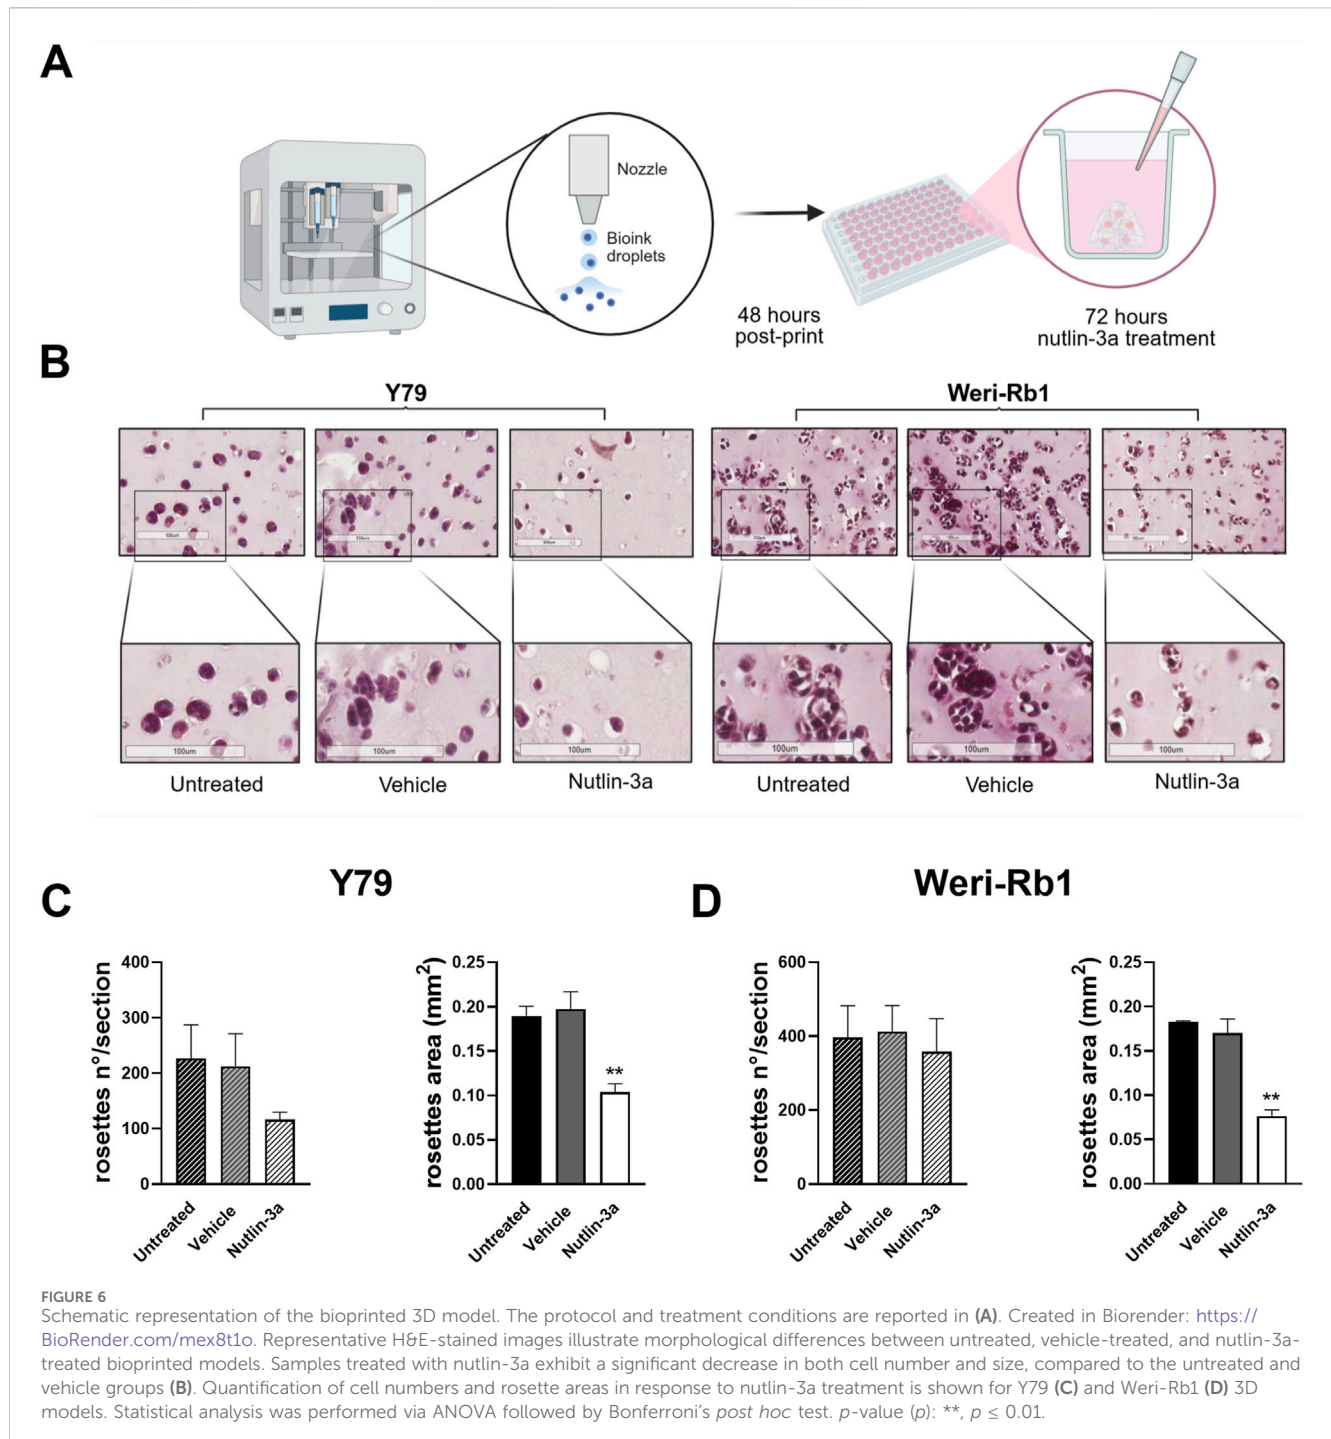 A
Nozzle
Bioink
droplets
48 hours
post-print
72 hours
nutlin-3a treatment
B
Y79
Weri-Rb1
100um
100um
100um
100um
100um
100um
100um
100um
100um
100um
100um
100um
Untreated
Vehicle
Nutlin-3a
Untreated
Vehicle
Nutlin-3a
C
Y79
rosettes n°/section
400
300
200
100
0
Untreated
Vehicle
Nutlin-3a
rosettes area (mm²)
0.25
0.20
0.15
0.10
0.05
0.00
**
Untreated
Vehicle
Nutlin-3a
D
Weri-Rb1
rosettes n°/section
600
400
200
0
Untreated
Vehicle
Nutlin-3a
rosettes area (mm²)
0.25
0.20
0.15
0.10
0.05
0.00
**
Untreated
Vehicle
Nutlin-3a
FIGURE 6
Schematic representation of the bioprinted 3D model. The protocol and treatment conditions are reported in (A). Created in Biorender: https://
BioRender.com/mex8t1o. Representative H&E-stained images illustrate morphological differences between untreated, vehicle-treated, and nutlin-3a-
treated bioprinted models. Samples treated with nutlin-3a exhibit a significant decrease in both cell number and size, compared to the untreated and
vehicle groups (B). Quantification of cell numbers and rosette areas in response to nutlin-3a treatment is shown for Y79 (C) and Weri-Rb1 (D) 3D
models. Statistical analysis was performed via ANOVA followed by Bonferroni's post hoc test. p-value (p): **, p ≤ 0.01.